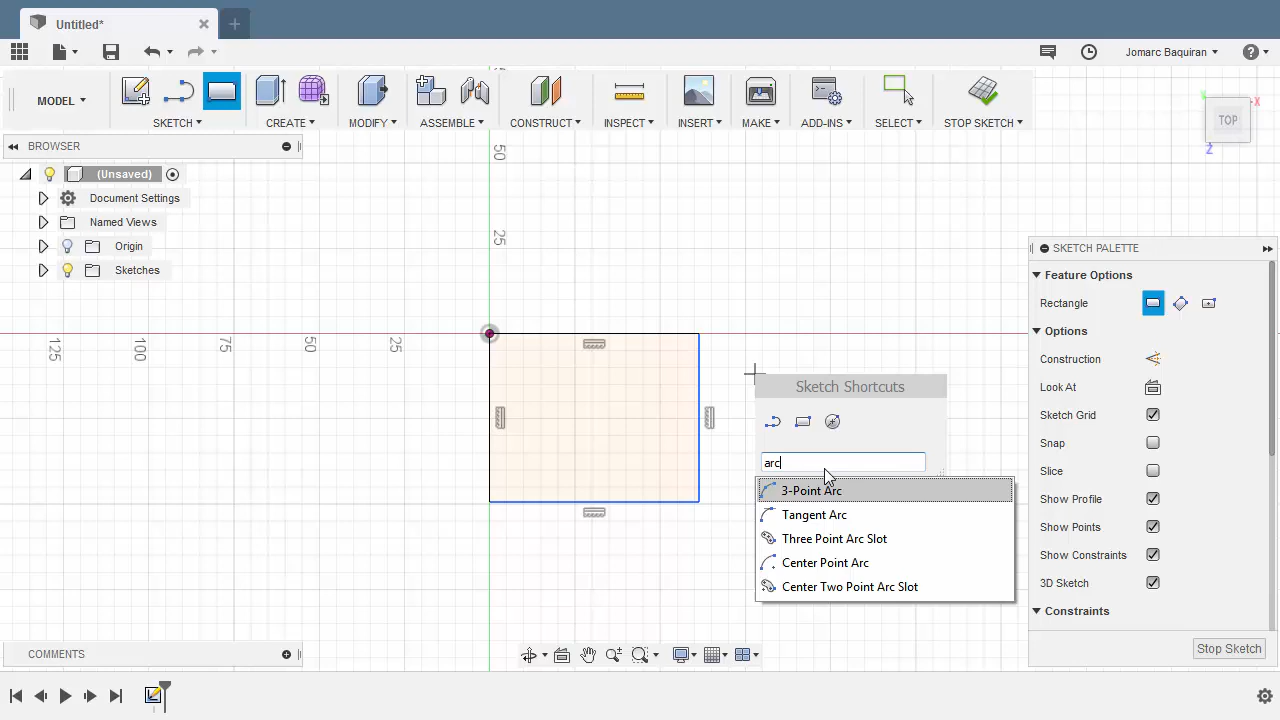 Untitled*
Jomarc Baquiran
MODEL
SKETCH
CREATE
MODIFY
ASSEMBLE
CONSTRUCT
INSPECT
INSERT
MAKE
ADD-INS
SELECT
STOP SKETCH
X
TOP
Z
BROWSER
(Unsaved)
Document Settings
Named Views
Origin
Sketches
50
25
125
100
75
50
25
Sketch Shortcuts
arc
3-Point Arc
Tangent Arc
Three Point Arc Slot
Center Point Arc
Center Two Point Arc Slot
SKETCH PALETTE
Feature Options
Rectangle
Options
Construction
Look At
Sketch Grid
Snap
Slice
Show Profile
Show Points
Show Constraints
3D Sketch
Constraints
Stop Sketch
COMMENTS